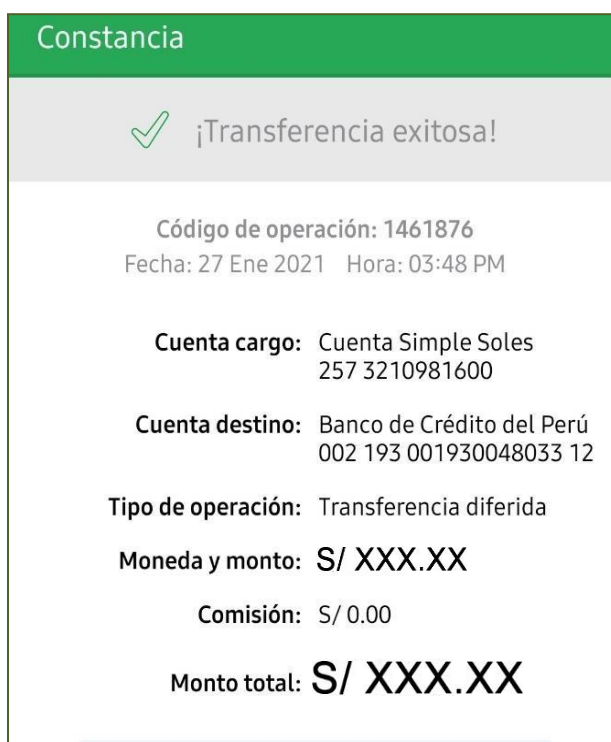 Constancia
¡Transferencia exitosa!
Código de operación: 1461876
Fecha: 27 Ene 2021 Hora: 03:48 PM
Cuenta cargo: Cuenta Simple Soles
257 3210981600
Cuenta destino: Banco de Crédito del Perú
002 193 001930048033 12
Tipo de operación: Transferencia diferida
Moneda y monto: S/ XXX.XX
Comisión: S/ 0.00
Monto total: S/ XXX.XX